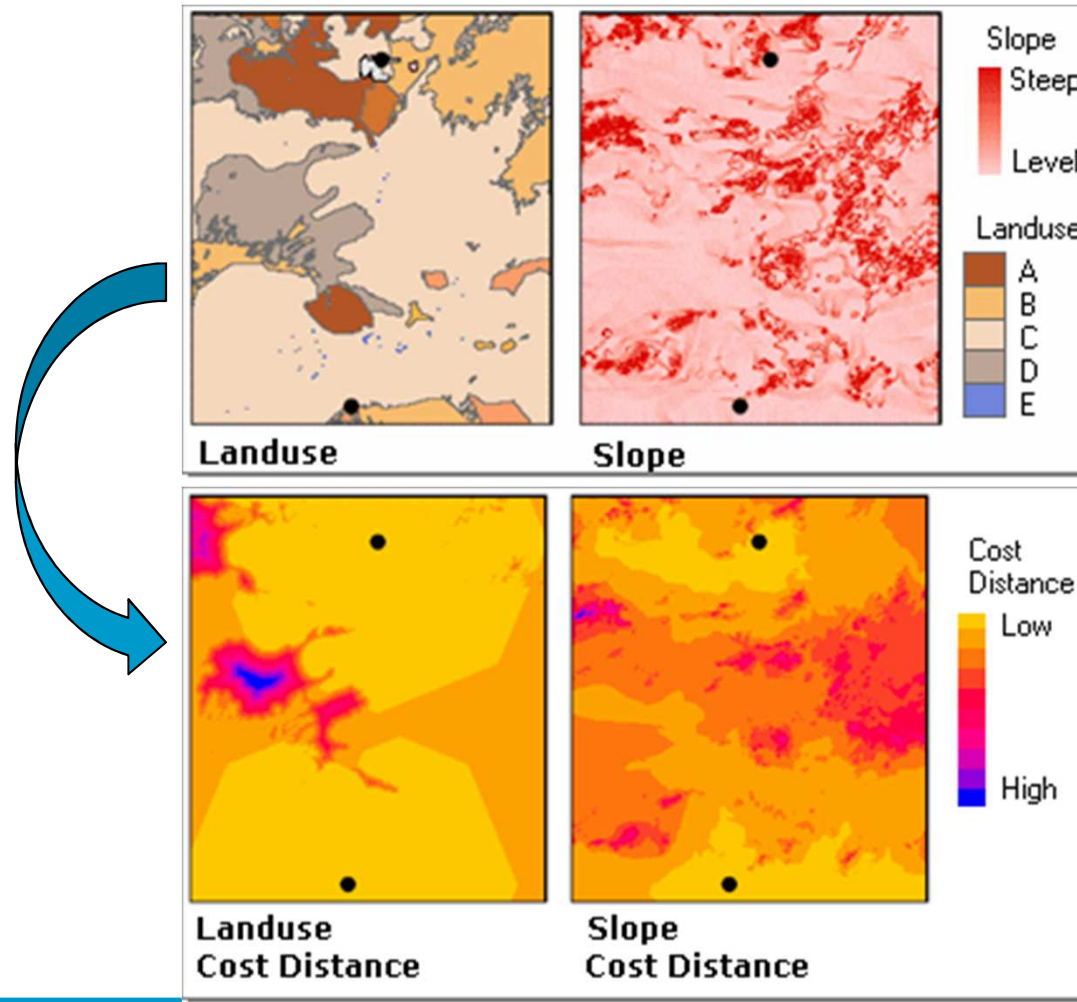 Slope
Steep
Level
Landuse
A
B
C
D
E
Landuse
Slope
Cost
Distance
Low
High
Landuse
Cost Distance
Slope
Cost Distance